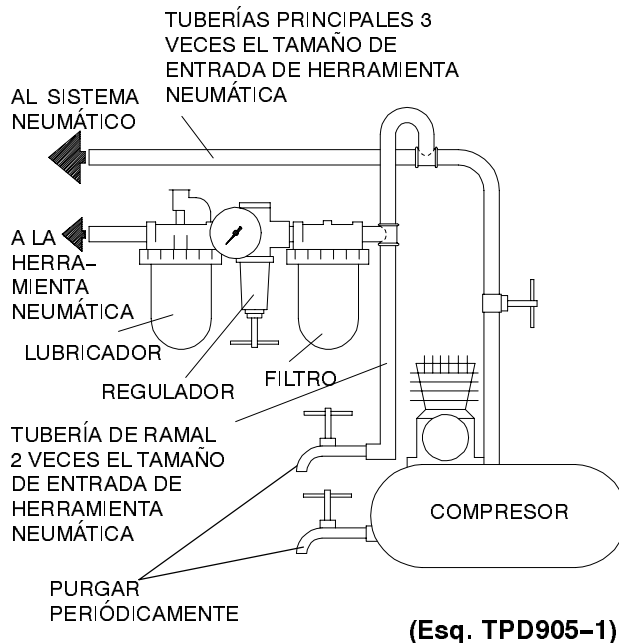 TUBERÍAS PRINCIPALES 3
VECES EL TAMAÑO DE
ENTRADA DE HERRAMIENTA
NEUMÁTICA
AL SISTEMA
NEUMÁTICO
A LA
HERRA–
MIENTA
NEUMÁTICA
LUBRICADOR
REGULADOR
FILTRO
TUBERÍA DE RAMAL
2 VECES EL TAMAÑO
DE ENTRADA DE
HERRAMIENTA
NEUMÁTICA
COMPRESOR
PURGAR
PERIÓDICAMENTE
(Esq. TPD905–1)